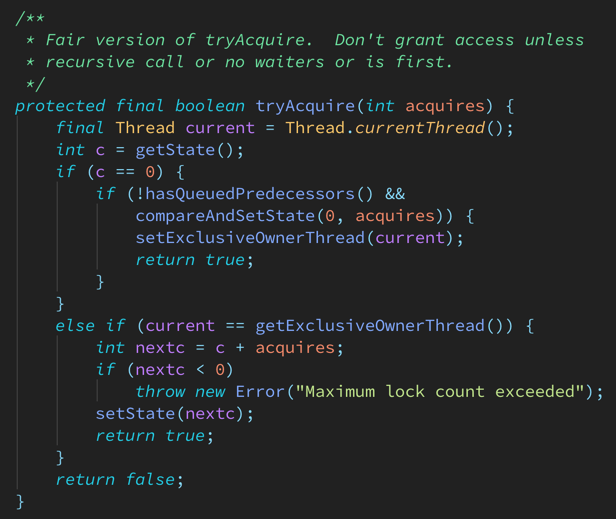 /**
 * Fair version of tryAcquire.  Don't grant access unless
 * recursive call or no waiters or is first.
 */
protected final boolean tryAcquire(int acquires) {
    final Thread current = Thread.currentThread();
    int c = getState();
    if (c == 0) {
        if (!hasQueuedPredecessors() &&
            compareAndSetState(0, acquires)) {
            setExclusiveOwnerThread(current);
            return true;
        }
    }
    else if (current == getExclusiveOwnerThread()) {
        int nextc = c + acquires;
        if (nextc < 0)
            throw new Error("Maximum lock count exceeded");
        setState(nextc);
        return true;
    }
    return false;
}